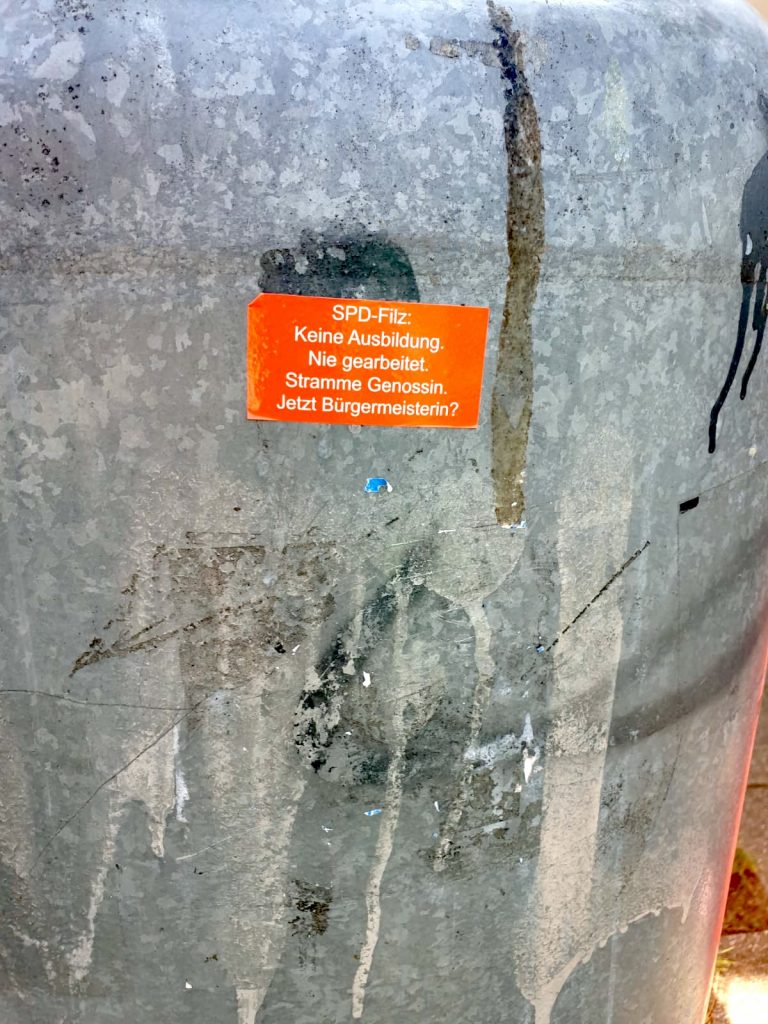 SPD-Filz:
Keine Ausbildung.
Nie gearbeitet.
Stramme Genossin.
Jetzt Bürgermeisterin?